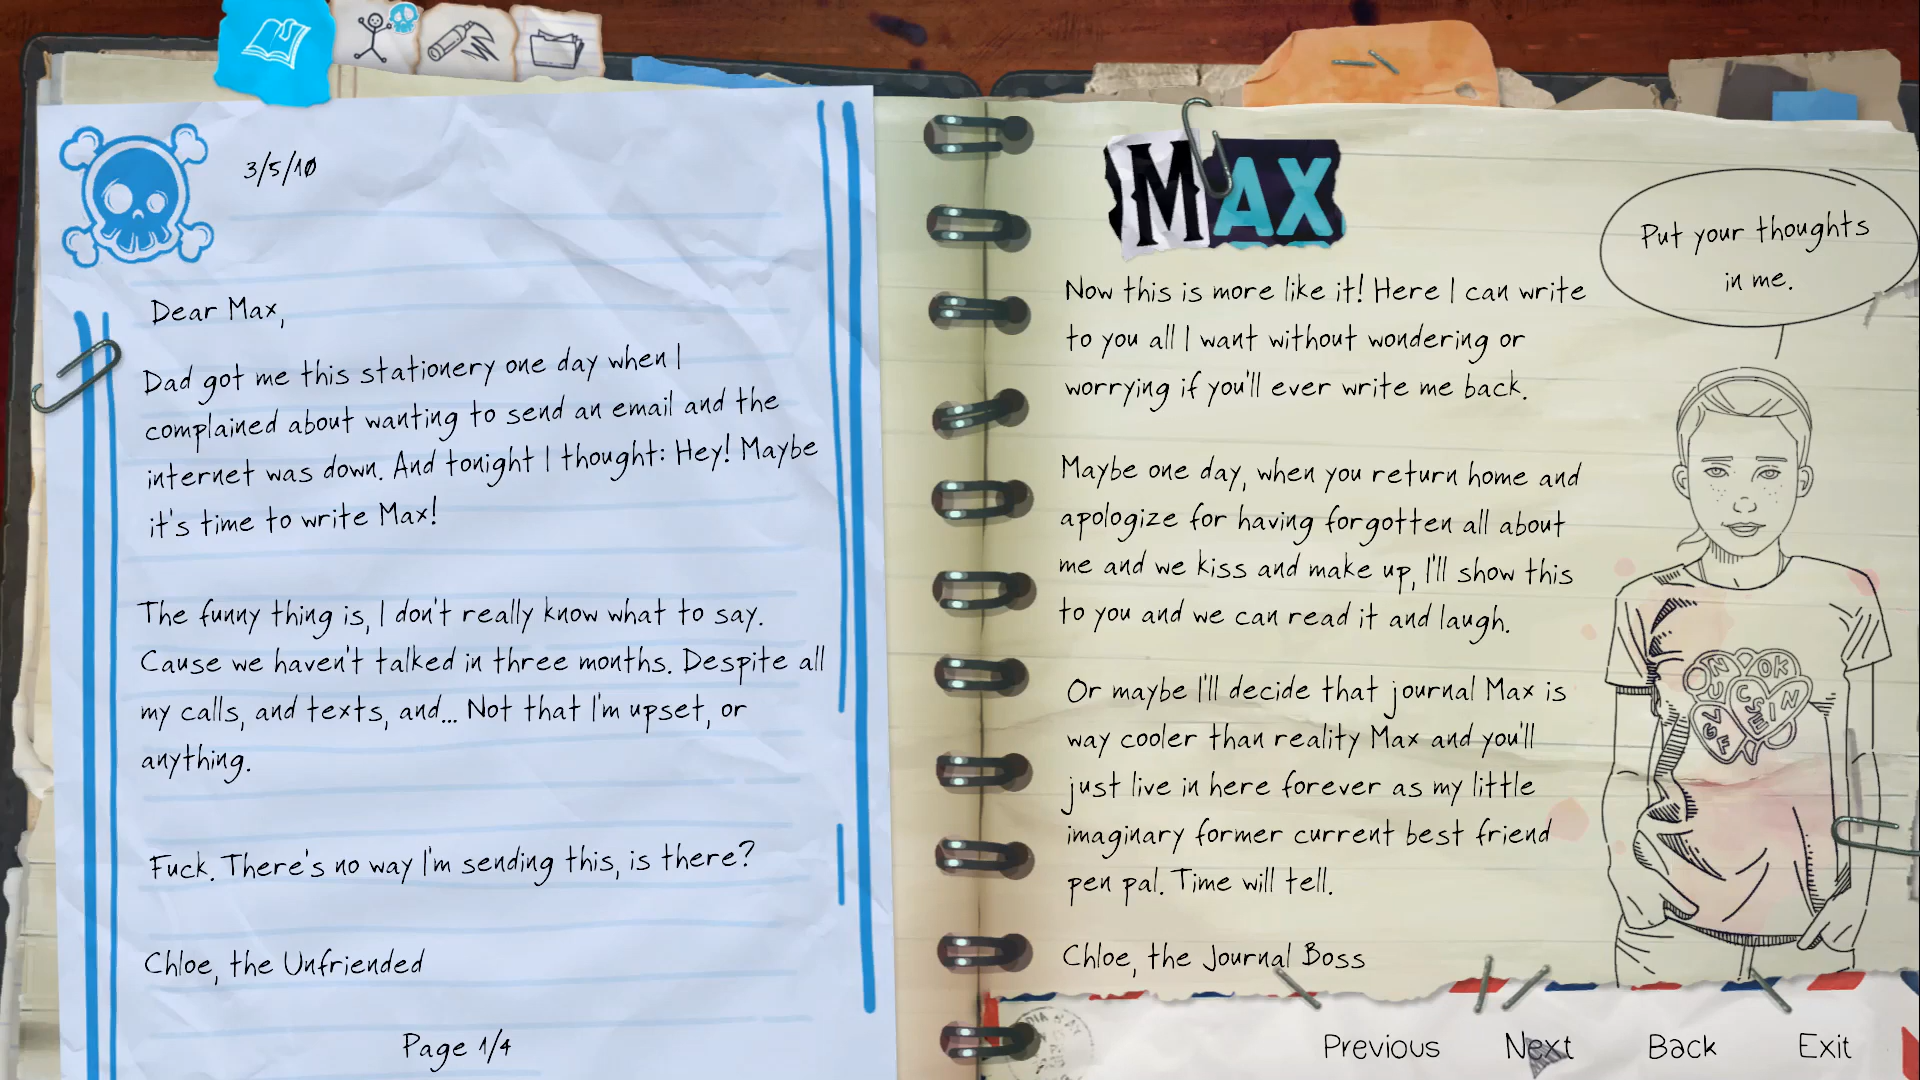 3/5/10
Dear Max,
Dad got me this stationery one day when I
complained about wanting to send an email and the
internet was down. And tonight I thought: Hey! Maybe
it's time to write Max!
The funny thing is, I don't really know what to say.
Cause we haven't talked in three months. Despite all
my calls, and texts, and... Not that I'm upset, or
anything.
Fuck. There's no way I'm sending this, is there?
Chloe, the Unfriended
Page 1/4
MAX
Now this is more like it! Here I can write
to you all I want without wondering or
worrying if you'll ever write me back.
Maybe one day, when you return home and
apologize for having forgotten all about
me and we kiss and make up, I'll show this
to you and we can read it and laugh.
Or maybe I'll decide that journal Max is
way cooler than reality Max and you'll
just live in here forever as my little
imaginary former current best friend
pen pal. Time will tell.
Chloe, the Journal Boss
Put your thoughts
in me.
Previous Next Back Exit